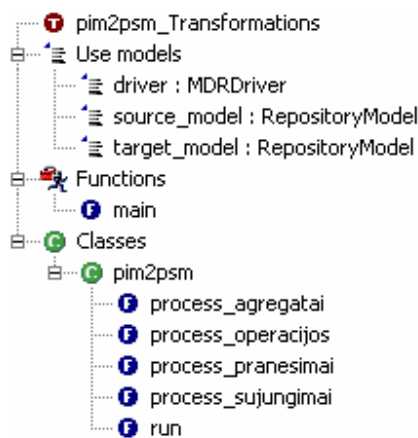 pim2psm_Transformations
Use models
driver : MDRDriver
source_model : RepositoryModel
target_model : RepositoryModel
Functions
main
Classes
pim2psm
process_agregatai
process_operacijos
process_pranesimai
process_sujungimai
run